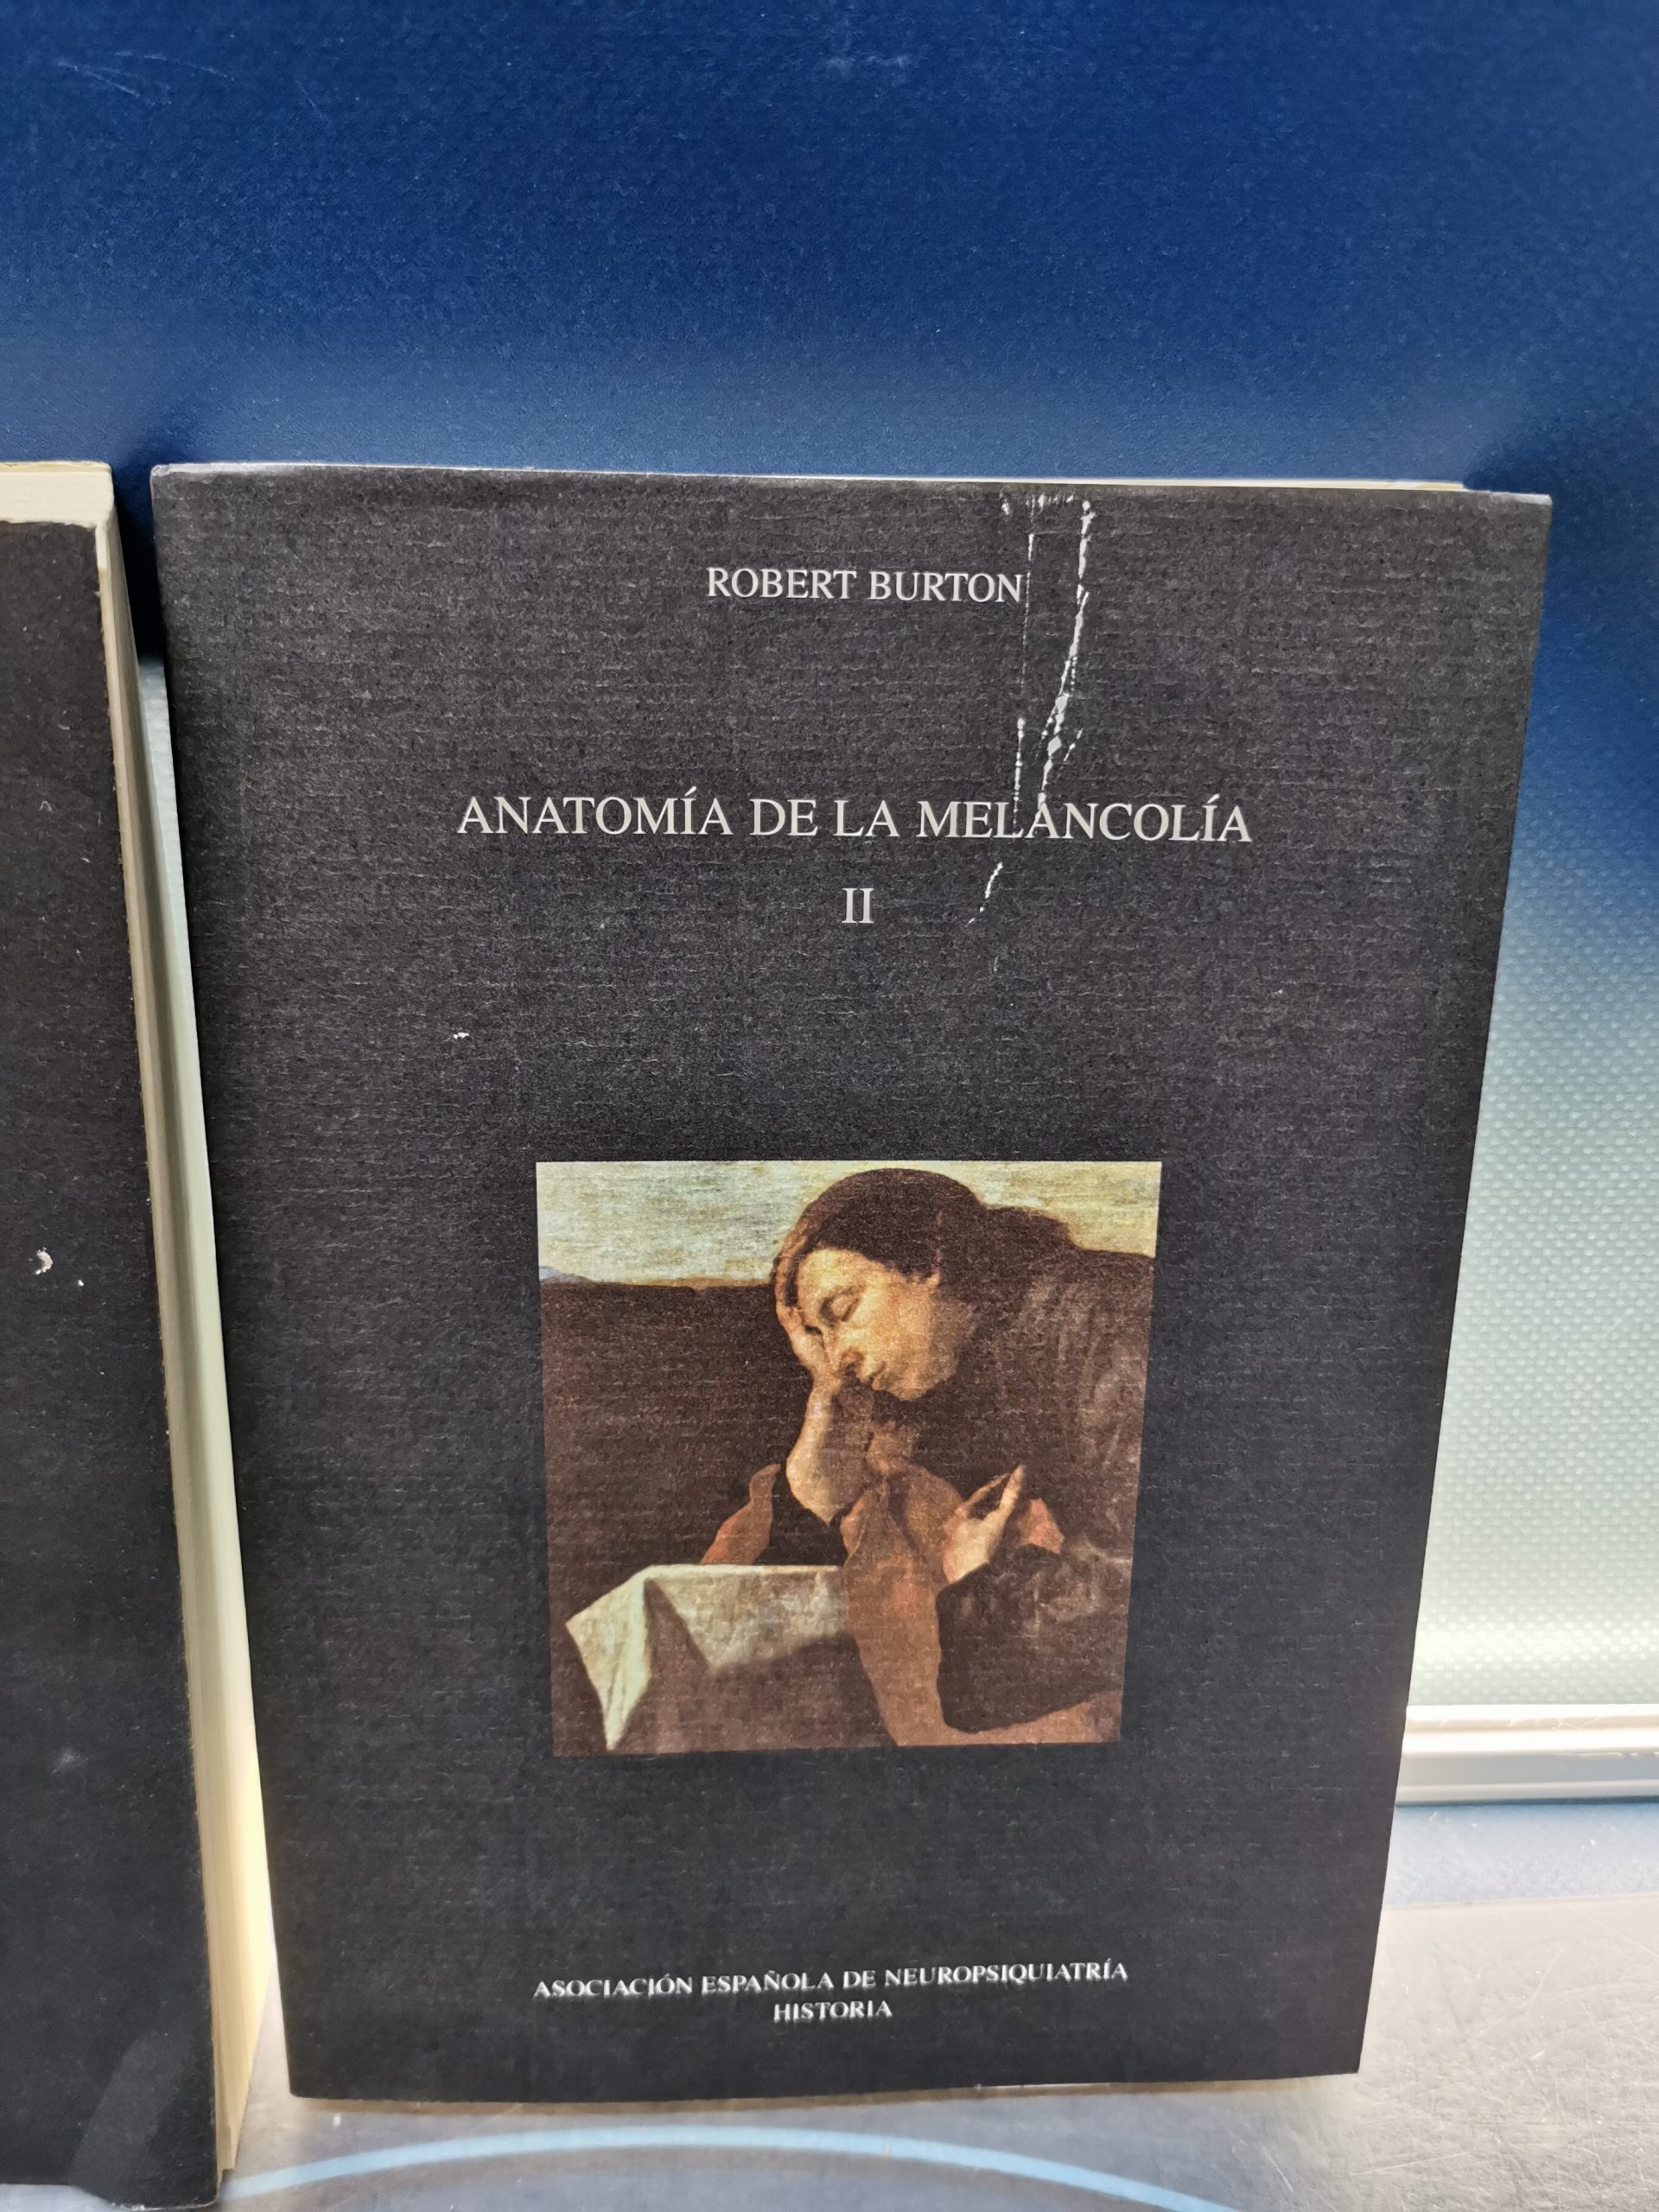 ROBERT BURTON
ANATOMÍA DE LA MELANCOLÍA
II
ASOCIACIÓN ESPAÑOLA DE NEUROPSIQUIATRÍA
HISTORIA